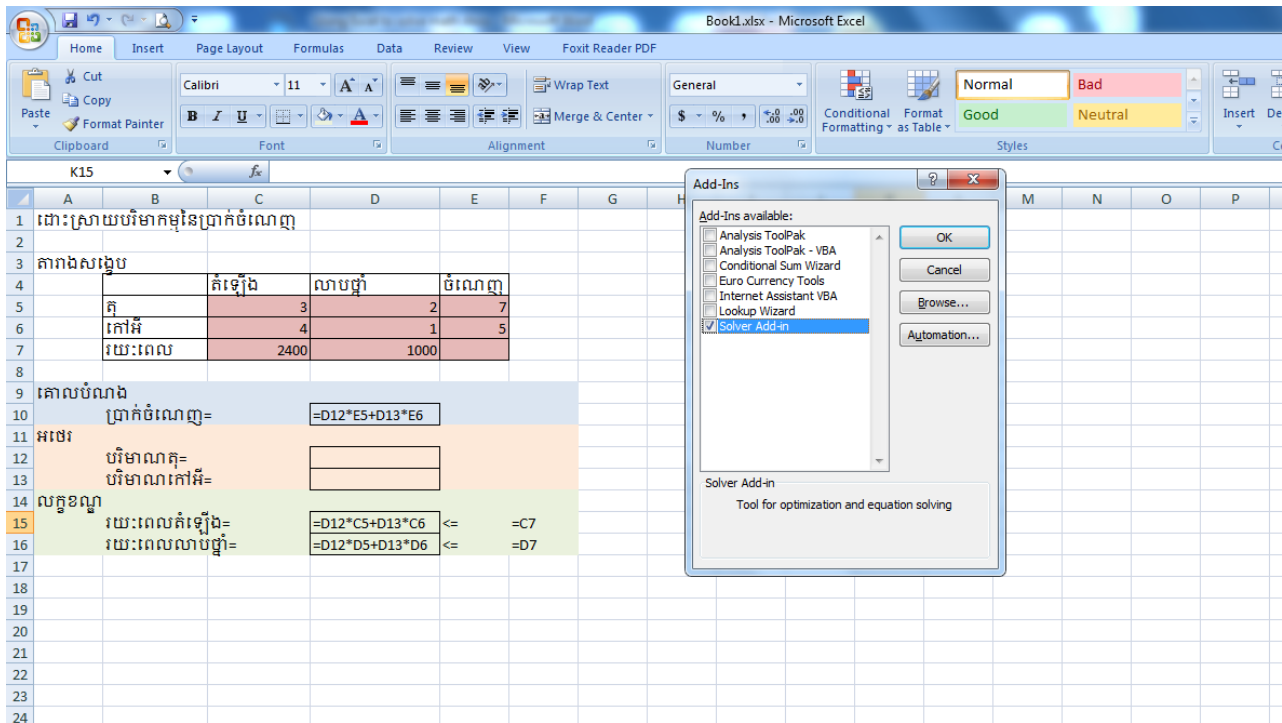 Book1.xlsx - Microsoft Excel
Home Insert Page Layout Formulas Data Review View Foxit Reader PDF
Paste
Cut
Copy
Format Painter
Clipboard
Calibri 11
B I U
Font
Wrap Text
Merge & Center
Alignment
General
$ % ,
Number
Conditional Formatting
Format as Table
Normal Bad
Good Neutral
Styles
Insert
K15 fx
A B C D E F G H M N O P
1 ដោះស្រាយបរិមាកម្មនៃប្រាក់ចំណេញ
2
3 តារាងសង្ខេប
4 តំឡើង លាបថ្នាំ ចំណេញ
5 តុ 3 2 7
6 កៅអី 4 1 5
7 រយៈពេល 2400 1000
8
9 គោលបំណង
10 ប្រាក់ចំណេញ= =D12*E5+D13*E6
11 អថេរ
12 បរិមាណតុ=
13 បរិមាណកៅអី=
14 លក្ខខណ្ឌ
15 រយៈពេលតំឡើង= =D12*C5+D13*C6 <= =C7
16 រយៈពេលលាបថ្នាំ= =D12*D5+D13*D6 <= =D7
17
18
19
20
21
22
23
24
Add-Ins
Add-Ins available:
Analysis ToolPak
Analysis ToolPak - VBA
Conditional Sum Wizard
Euro Currency Tools
Internet Assistant VBA
Lookup Wizard
Solver Add-in
OK
Cancel
Browse...
Automation...
Solver Add-in
Tool for optimization and equation solving